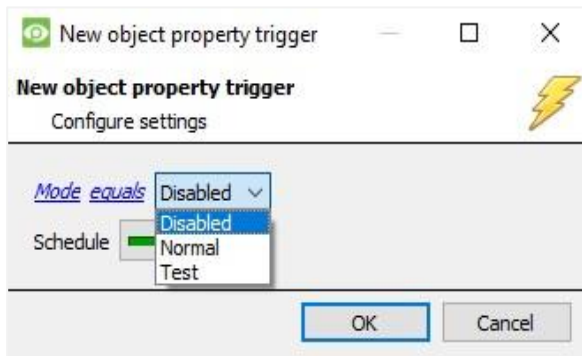 New object property trigger
New object property trigger
Configure settings
Mode equals Disabled
Disabled
Schedule
Normal
Test
OK Cancel